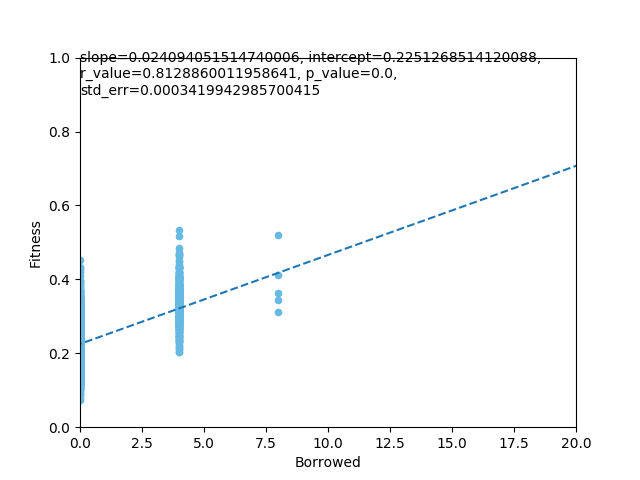 slope=0.024094051514740006, intercept=0.2251268514120088,
r_value=0.8128860011958641, p_value=0.0,
std_err=0.0003419942985700415
1.0
0.8
0.6
0.4
0.2
0.0
Fitness
0.0 2.5 5.0 7.5 10.0 12.5 15.0 17.5 20.0
Borrowed